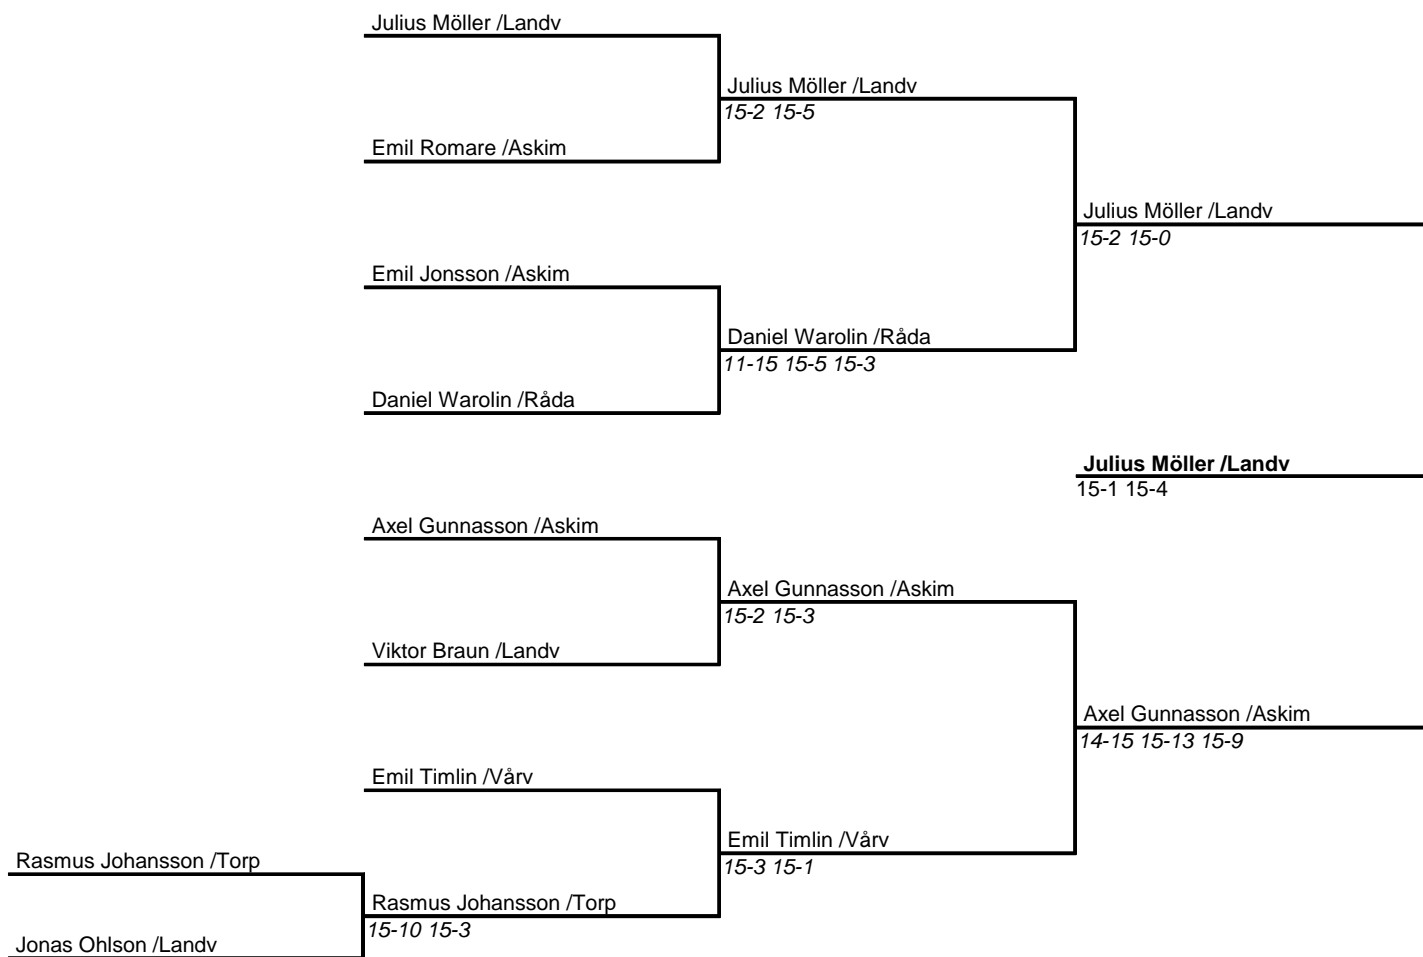 Julius Möller /Landv
Julius Möller /Landv
15-2 15-5
Emil Romare /Askim
Julius Möller /Landv
15-2 15-0
Emil Jonsson /Askim
Daniel Warolin /Råda
11-15 15-5 15-3
Daniel Warolin /Råda
Julius Möller /Landv
15-1 15-4
Axel Gunnasson /Askim
Axel Gunnasson /Askim
15-2 15-3
Viktor Braun /Landv
Axel Gunnasson /Askim
14-15 15-13 15-9
Emil Timlin /Vårv
Emil Timlin /Vårv
15-3 15-1
Rasmus Johansson /Torp
Rasmus Johansson /Torp
15-10 15-3
Jonas Ohlson /Landv